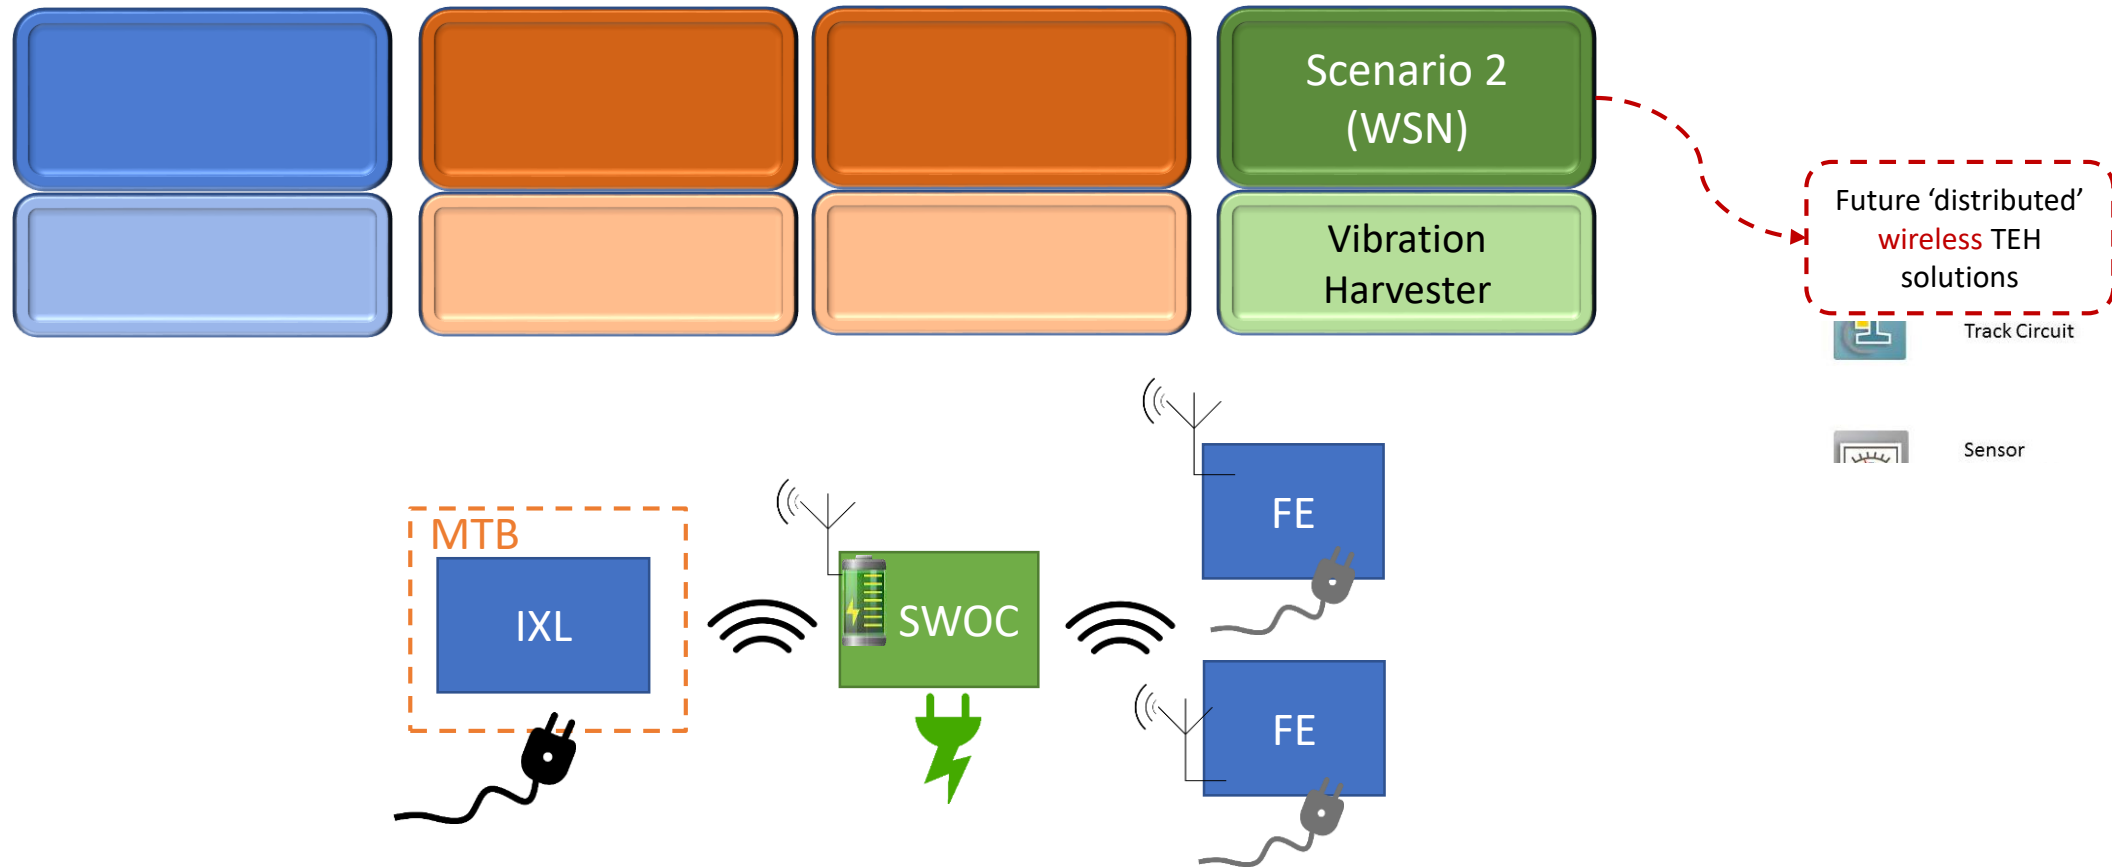 Scenario 2
(WSN)
Vibration
Harvester
Future ‘distributed’
wireless TEH
solutions
Track Circuit
Sensor
MTB
IXL
SWOC
FE
FE